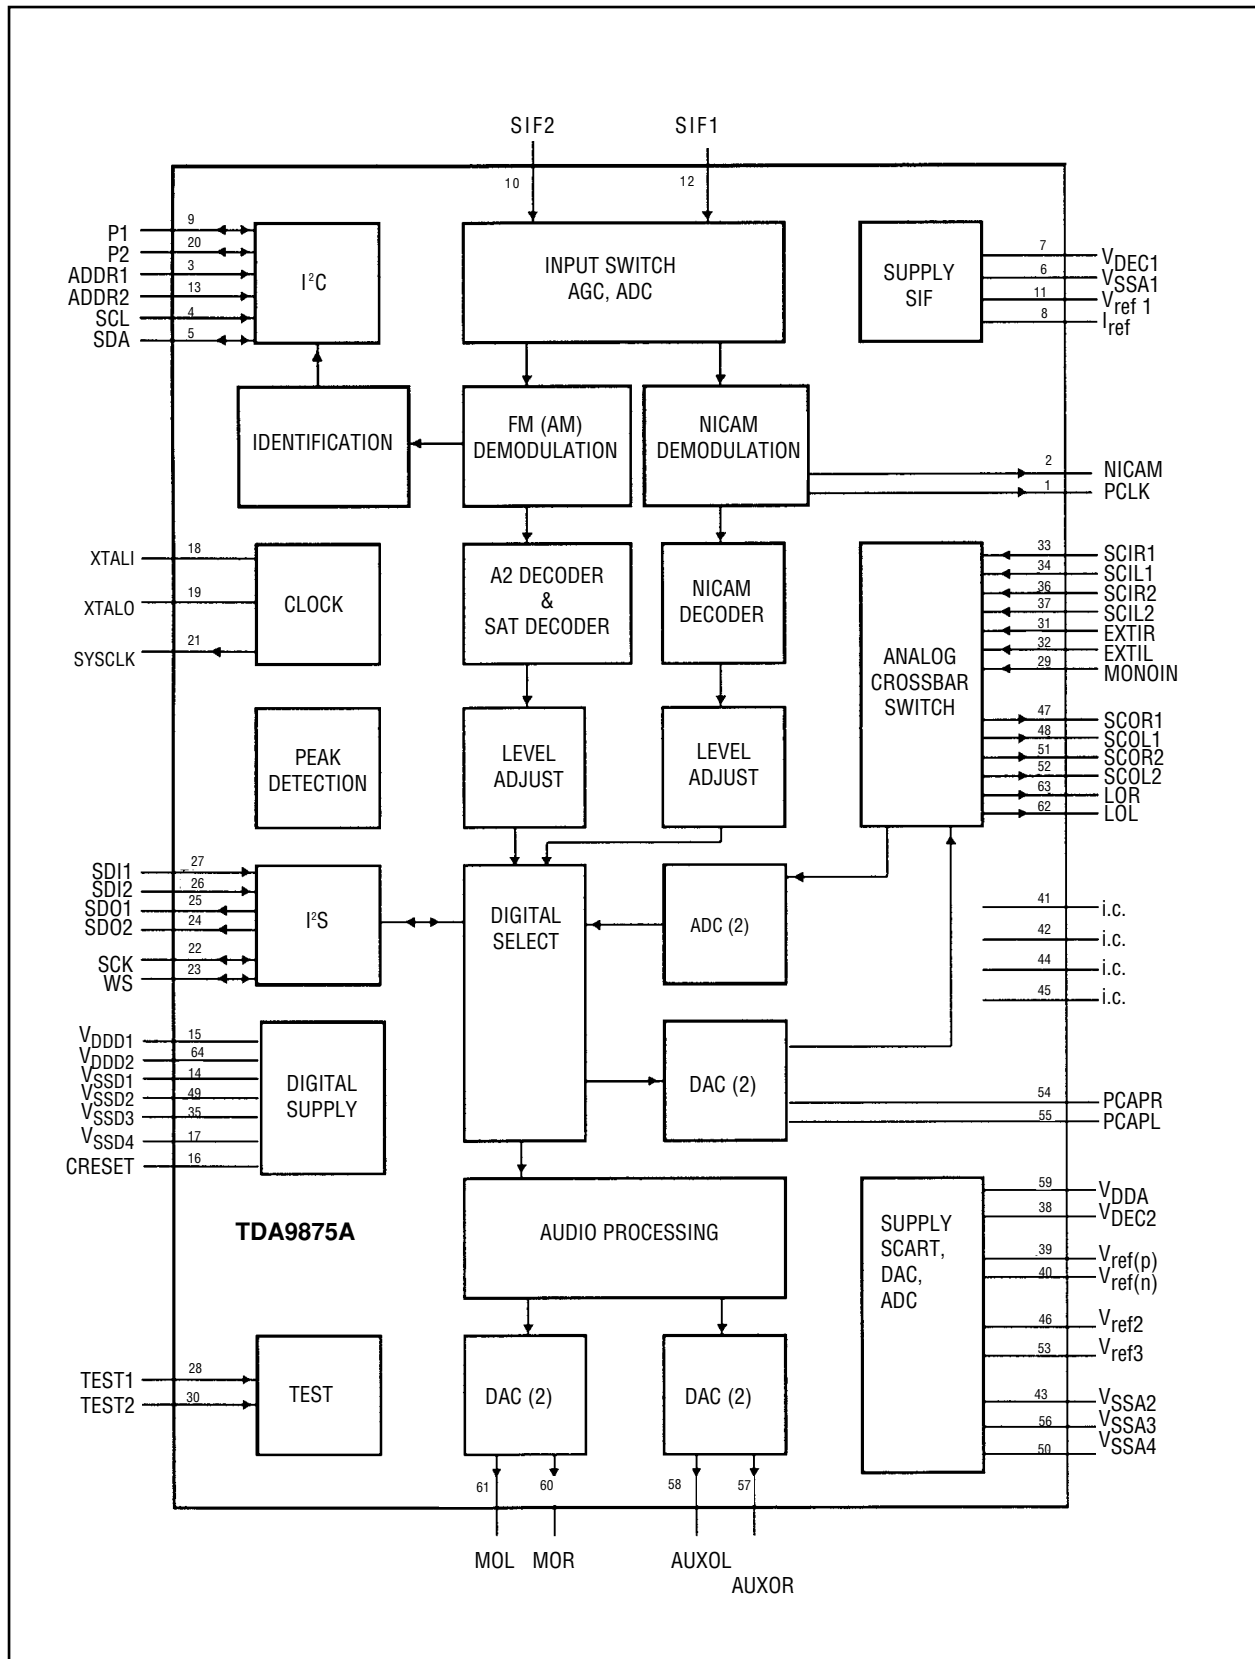 SIF2 SIF1
10 12
P1 9
P2 20
ADDR1 3
ADDR2 13
SCL 4
SDA 5
I²C
INPUT SWITCH
AGC, ADC
SUPPLY
SIF
7 VDEC1
6 VSSA1
11 Vref 1
8 Iref
IDENTIFICATION
FM (AM)
DEMODULATION
NICAM
DEMODULATION
2 NICAM
1 PCLK
XTALI 18
XTALO 19
SYSCLK 21
CLOCK
A2 DECODER
&
SAT DECODER
NICAM
DECODER
ANALOG
CROSSBAR
SWITCH
33 SCIR1
34 SCIL1
36 SCIR2
37 SCIL2
31 EXTIR
32 EXTIL
29 MONOIN
47 SCOR1
48 SCOL1
51 SCOR2
52 SCOL2
63 LOR
62 LOL
PEAK
DETECTION
LEVEL
ADJUST
LEVEL
ADJUST
SDI1 27
SDI2 26
SDO1 25
SDO2 24
SCK 22
WS 23
I²S
DIGITAL
SELECT
ADC (2)
41 i.c.
42 i.c.
44 i.c.
45 i.c.
VDDD1 15
VDDD2 64
VSSD1 14
VSSD2 49
VSSD3 35
VSSD4 17
CRESET 16
DIGITAL
SUPPLY
DAC (2)
54 PCAPR
55 PCAPL
TDA9875A
AUDIO PROCESSING
SUPPLY
SCART,
DAC,
ADC
59 VDDA
38 VDEC2
39 Vref(p)
40 Vref(n)
46 Vref2
53 Vref3
43 VSSA2
56 VSSA3
50 VSSA4
TEST1 28
TEST2 30
TEST
DAC (2)
DAC (2)
61 60 58 57
MOL MOR AUXOL
AUXOR